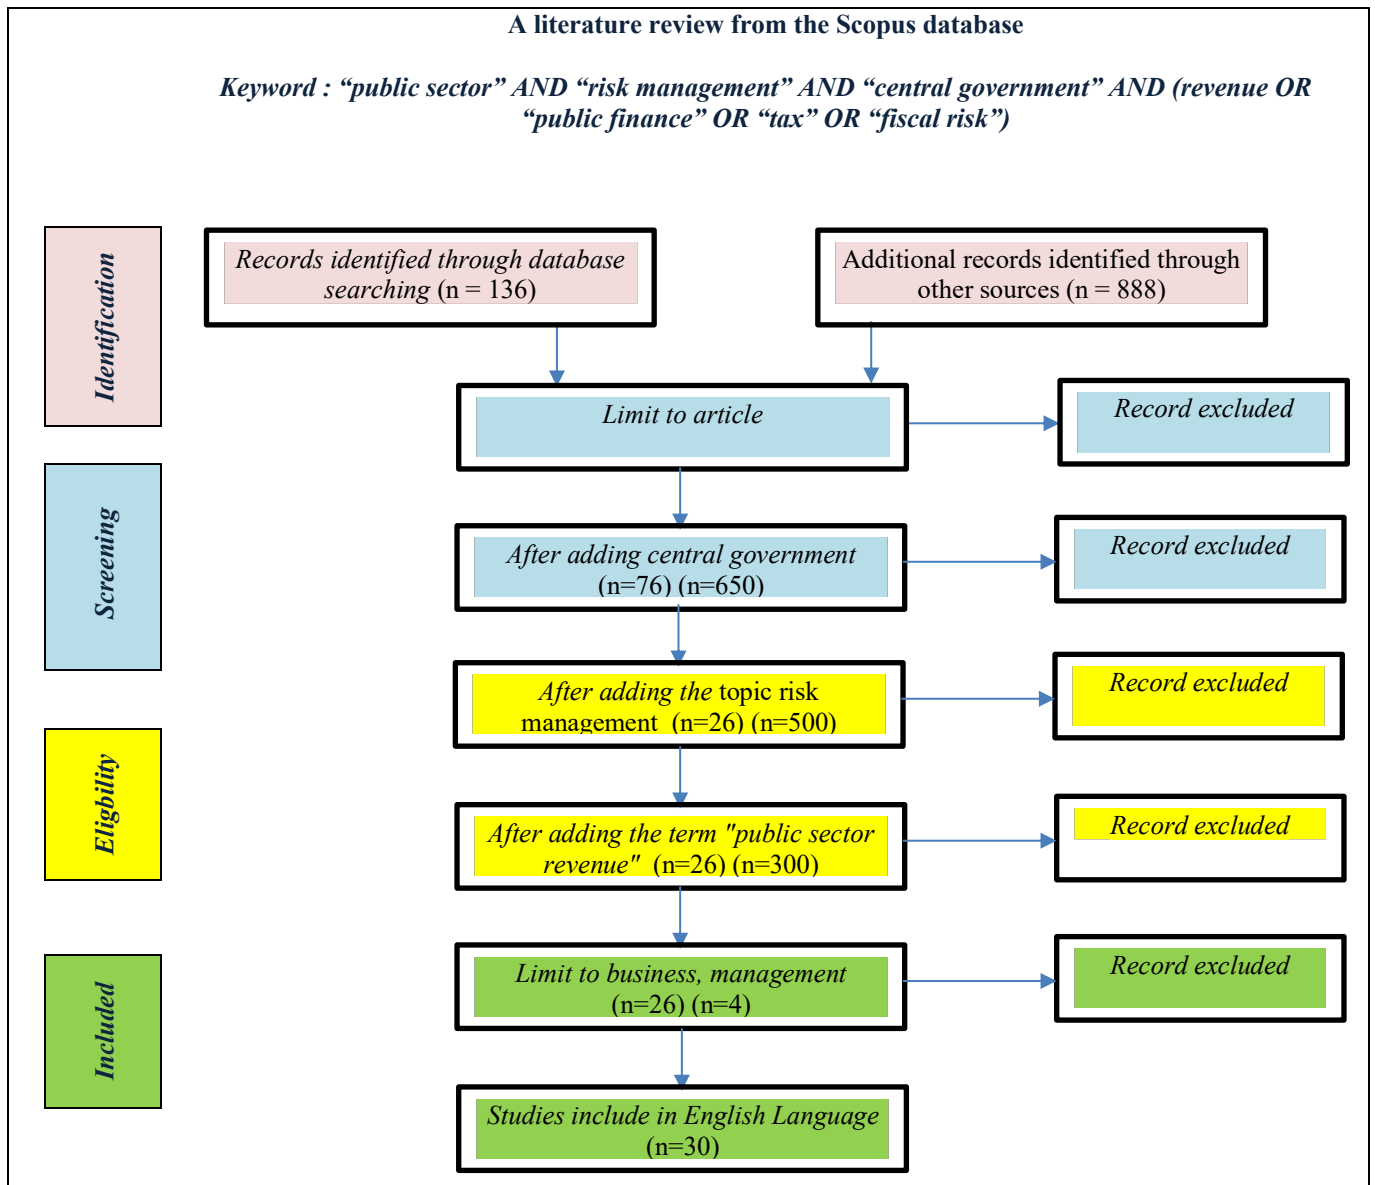 A literature review from the Scopus database
Keyword : “public sector” AND “risk management” AND “central government” AND (revenue OR
“public finance” OR “tax” OR “fiscal risk”)
Identification
Records identified through database
searching (n = 136)
Additional records identified through
other sources (n = 888)
Limit to article
Record excluded
Screening
After adding central government
(n=76) (n=650)
Record excluded
After adding the topic risk
management (n=26) (n=500)
Record excluded
Eligbility
After adding the term "public sector
revenue" (n=26) (n=300)
Record excluded
Included
Limit to business, management
(n=26) (n=4)
Record excluded
Studies include in English Language
(n=30)